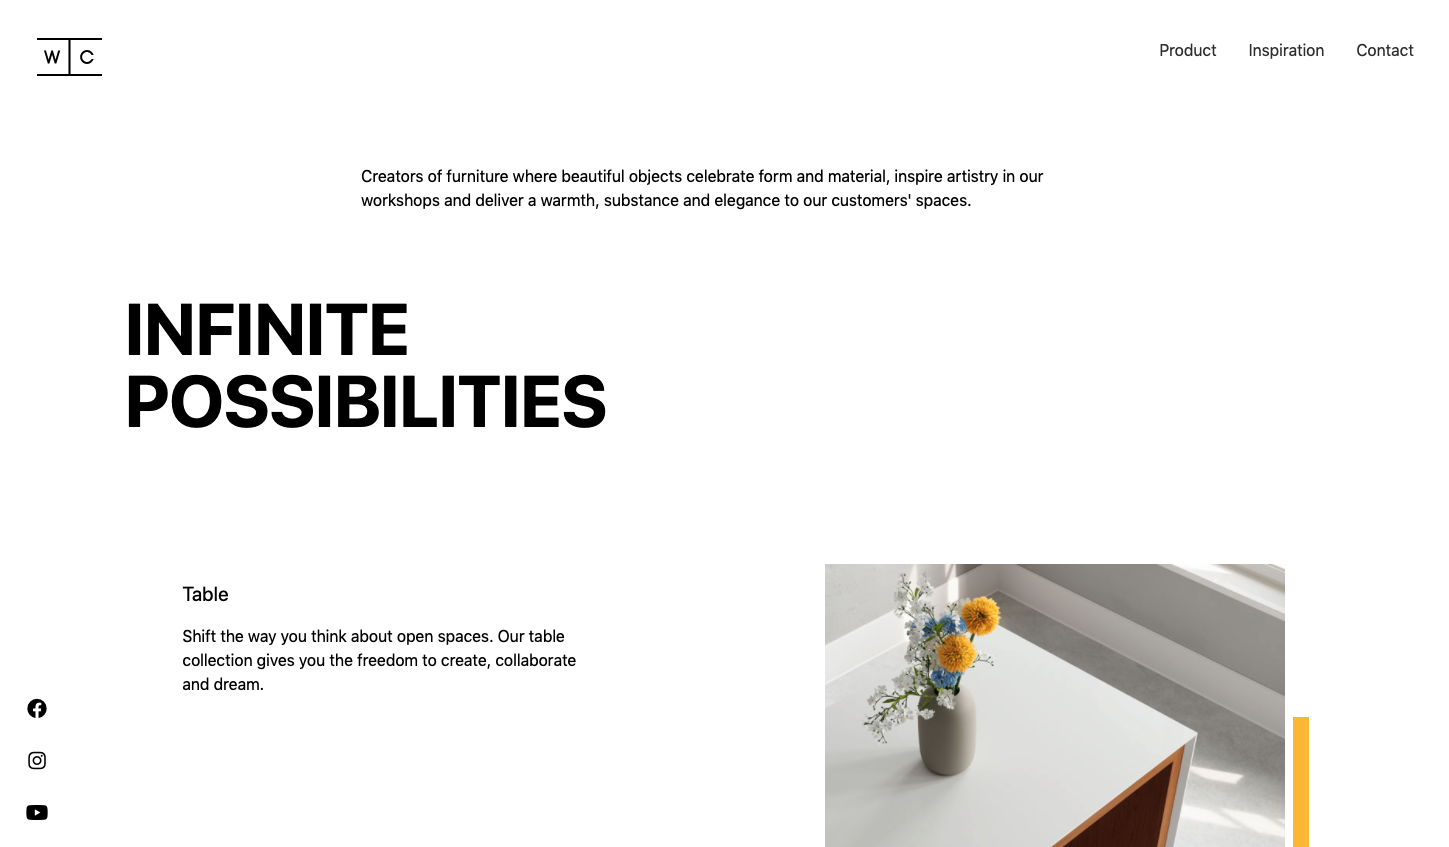 W C
Product Inspiration Contact
Creators of furniture where beautiful objects celebrate form and material, inspire artistry in our
workshops and deliver a warmth, substance and elegance to our customers' spaces.
INFINITE
POSSIBILITIES
Table
Shift the way you think about open spaces. Our table
collection gives you the freedom to create, collaborate
and dream.